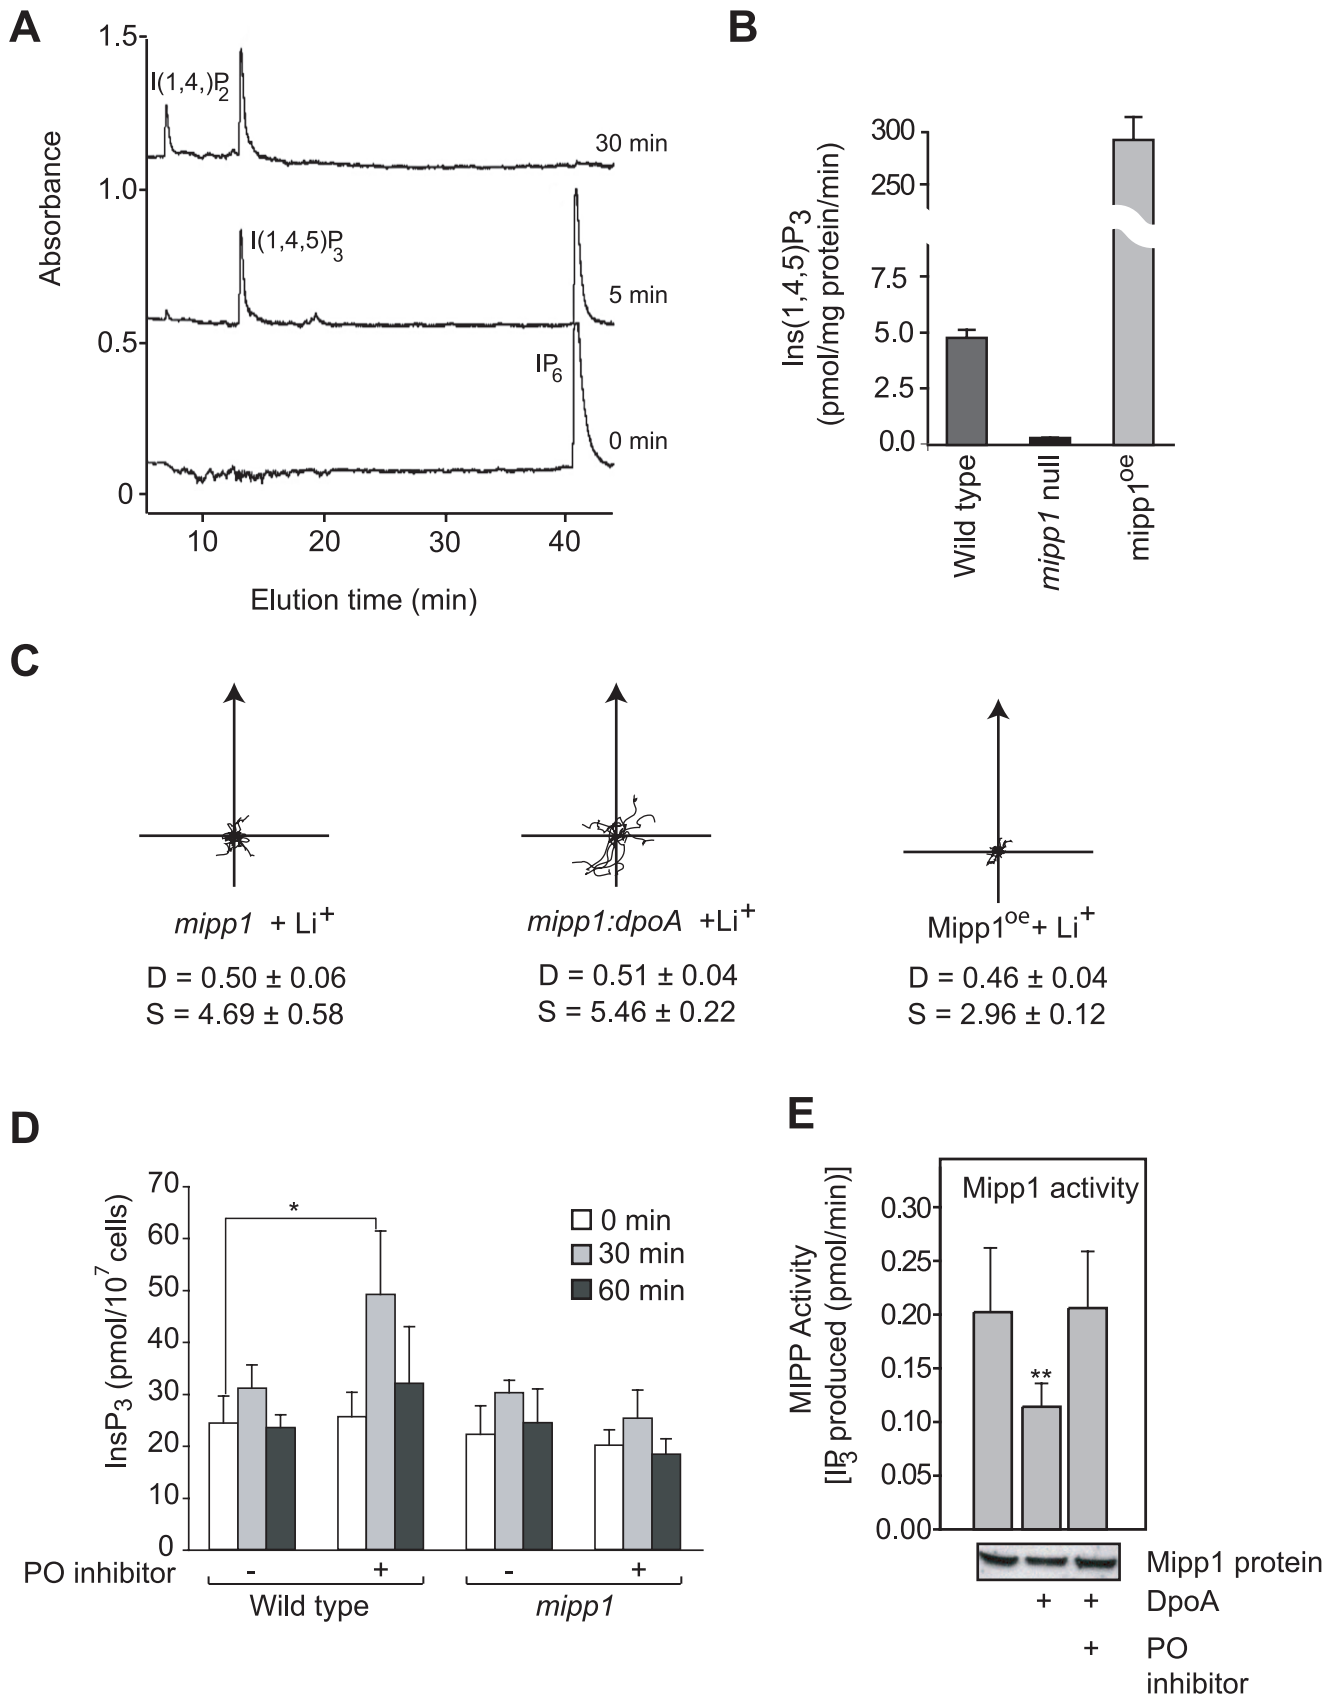 A
1.5
1.0
0.5
0
Absorbance
I(1,4,)P2
30 min
I(1,4,5)P3
5 min
IP6
0 min
10 20 30 40
Elution time (min)
B
Ins(1,4,5)P3
(pmol/mg protein/min)
300
250
7.5
5.0
2.5
0.0
Wild type
mipp1 null
mipp1oe
C
mipp1 + Li+
D = 0.50 ± 0.06
S = 4.69 ± 0.58
mipp1:dpoA +Li+
D = 0.51 ± 0.04
S = 5.46 ± 0.22
Mipp1oe + Li+
D = 0.46 ± 0.04
S = 2.96 ± 0.12
D
InsP3 (pmol/107 cells)
70
60
50
40
30
20
10
0
*
0 min
30 min
60 min
PO inhibitor - + - +
Wild type mipp1
E
MIPP Activity
[IP3 produced (pmol/min)]
Mipp1 activity
0.30
0.25
0.20
0.15
0.10
0.05
0.00
**
Mipp1 protein
+ + DpoA
+ PO
inhibitor